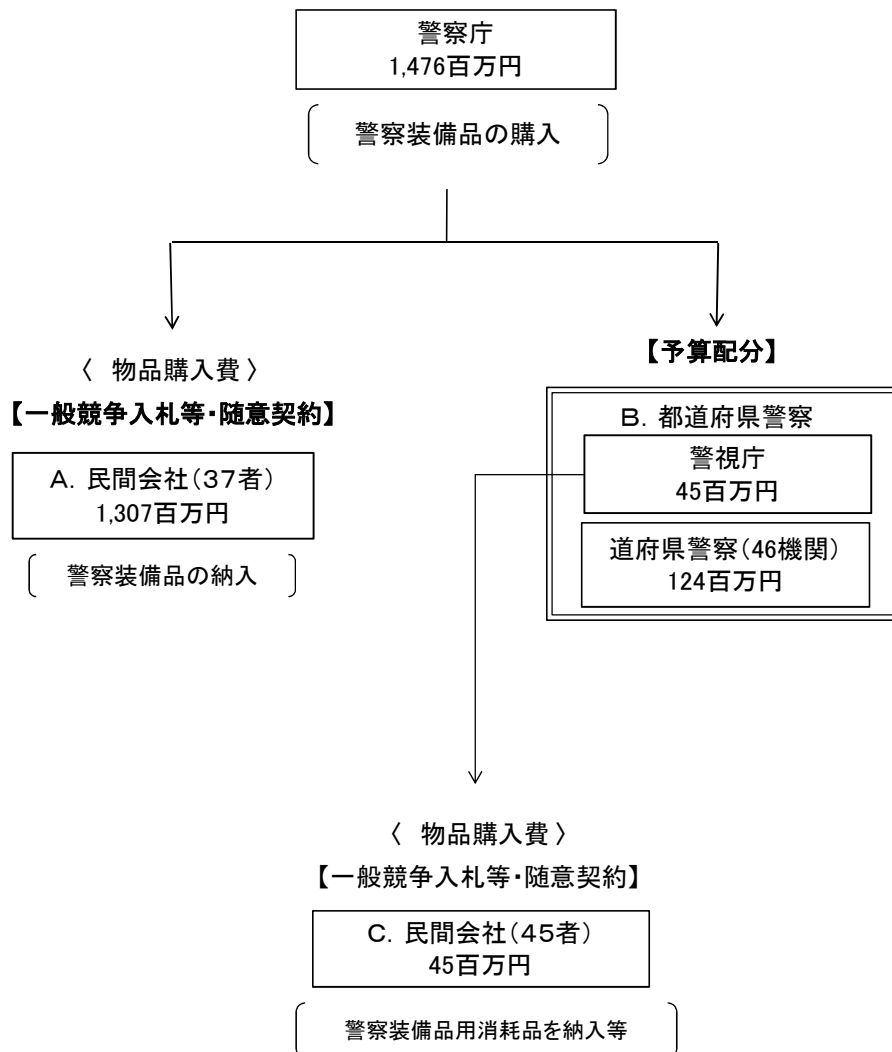 警察庁
1,476百万円
警察装備品の購入
〈 物品購入費 〉
【一般競争入札等・随意契約】
A. 民間会社(37者)
1,307百万円
警察装備品の納入
【予算配分】
B. 都道府県警察
警視庁
45百万円
道府県警察(46機関)
124百万円
〈 物品購入費 〉
【一般競争入札等・随意契約】
C. 民間会社(45者)
45百万円
警察装備品用消耗品を納入等